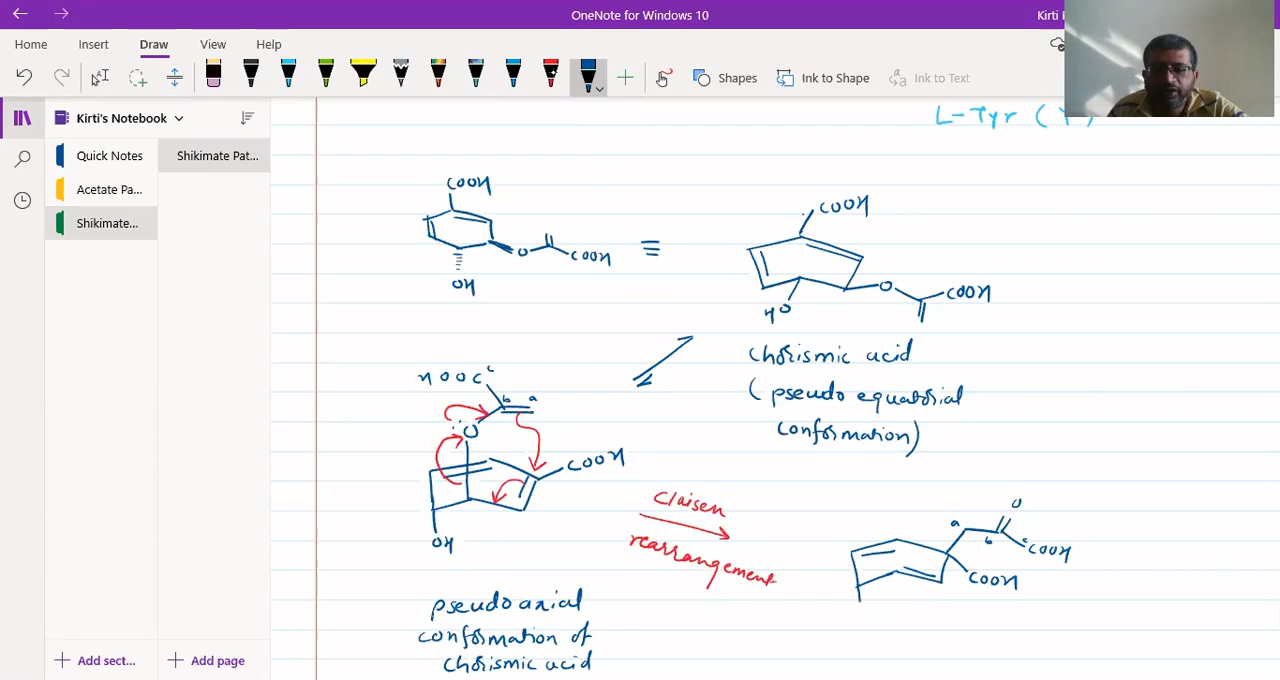 OneNote for Windows 10
Kirti
Home
Insert
Draw
View
Help
Shapes
Ink to Shape
Ink to Text
Kirti's Notebook
Quick Notes
Acetate Pa...
Shikimate...
Shikimate Pat...
L-Tyr (Y)
COOH
O
COOH
OH
≡
COOH
HO
O
COOH
chorismic acid
(pseudo equatorial
conformation)
HOOC c
b a
:O
COOH
OH
Claisen
rearrangement
a b c
O
COOH
COOH
pseudoaxial
conformation of
chorismic acid
Add sect...
Add page